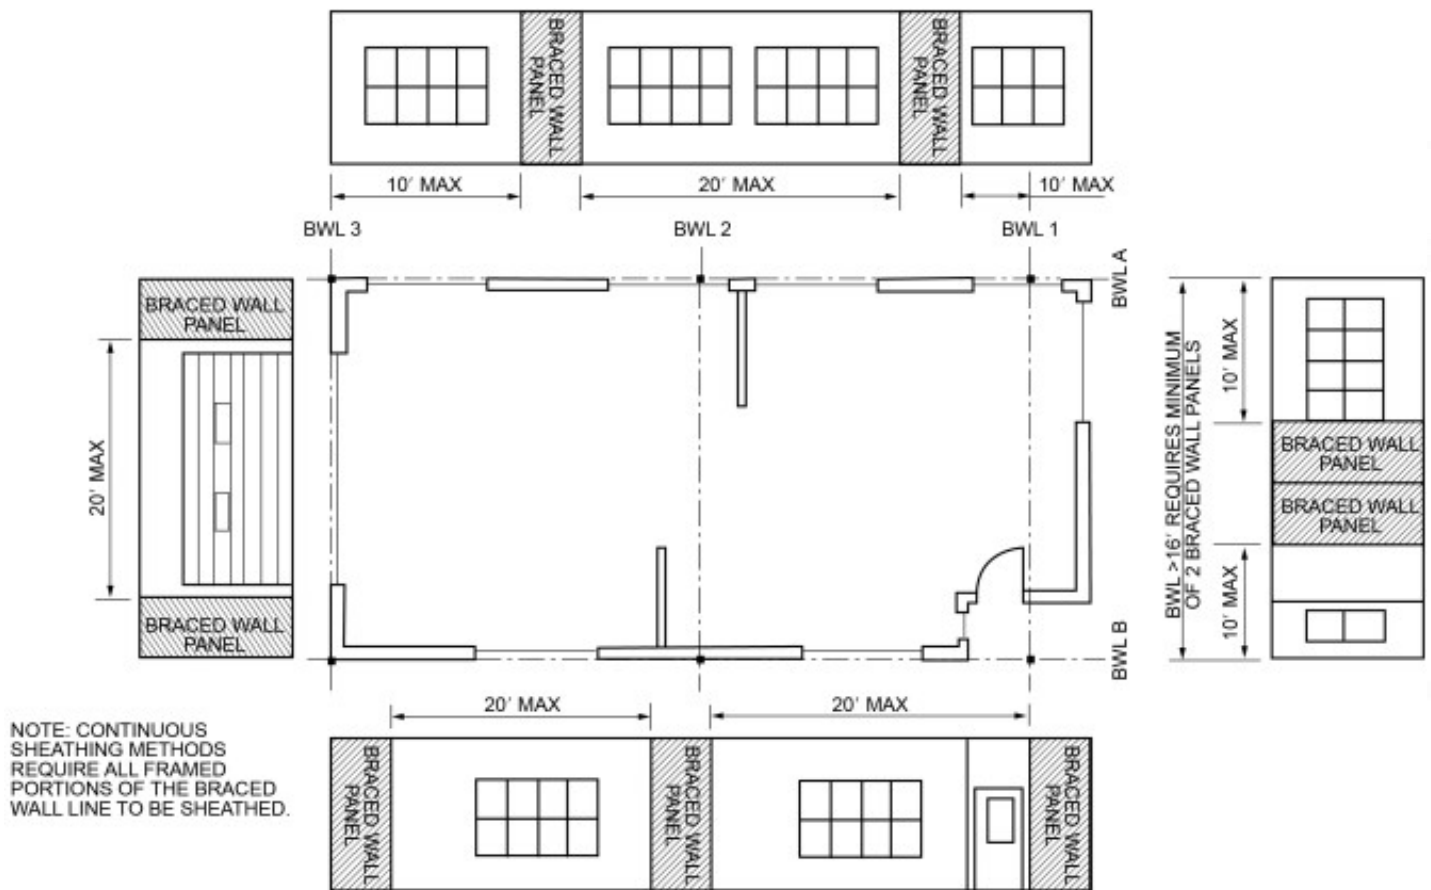 BRACED WALL
PANEL
BRACED WALL
PANEL
10′ MAX
20′ MAX
10′ MAX
BWL 3
BWL 2
BWL 1
BWL A
BRACED WALL
PANEL
20′ MAX
BRACED WALL
PANEL
BWL >16′ REQUIRES MINIMUM
OF 2 BRACED WALL PANELS
10′ MAX
BRACED WALL
PANEL
BRACED WALL
PANEL
10′ MAX
BWL B
20′ MAX
20′ MAX
BRACED WALL
PANEL
BRACED WALL
PANEL
BRACED WALL
PANEL
NOTE: CONTINUOUS
SHEATHING METHODS
REQUIRE ALL FRAMED
PORTIONS OF THE BRACED
WALL LINE TO BE SHEATHED.